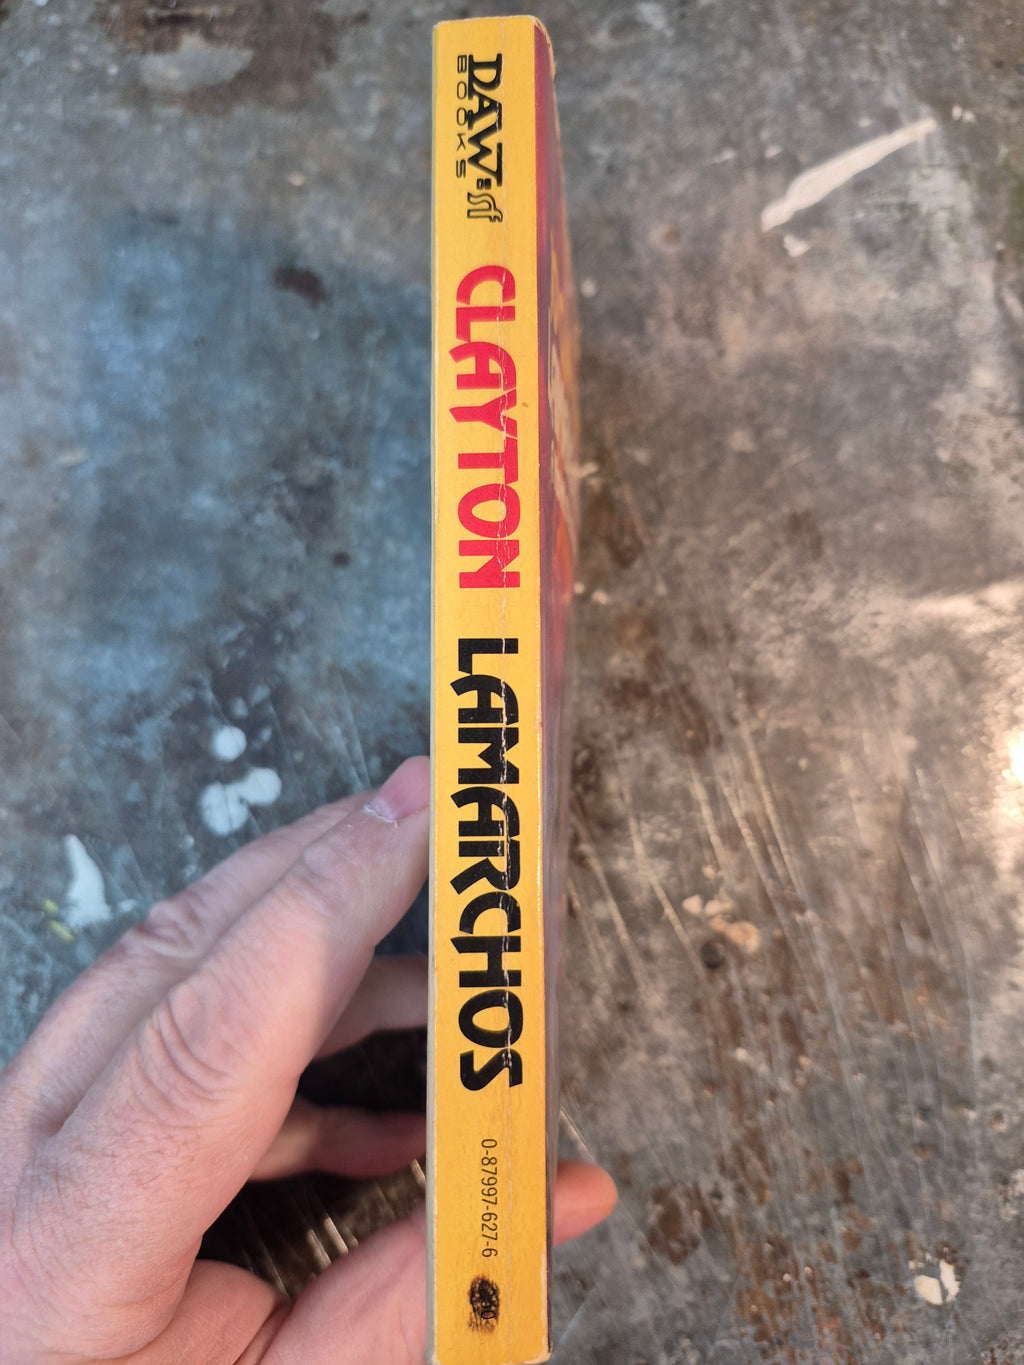 DAW
BOOKS
CLAYTON
LAMARCHOS
0-87997-627-6